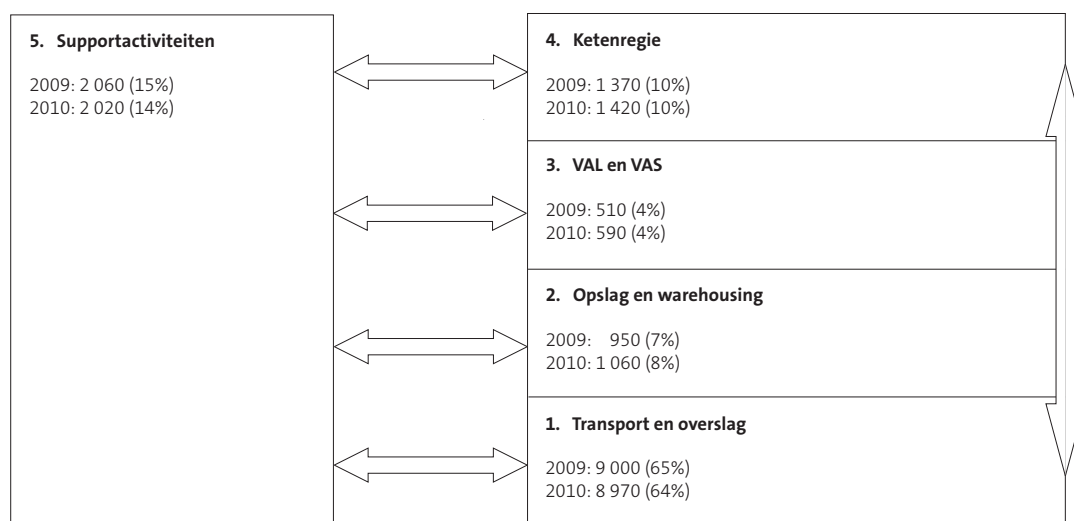 5. Supportactiviteiten
2009: 2 060 (15%)
2010: 2 020 (14%)
4. Ketenregie
2009: 1 370 (10%)
2010: 1 420 (10%)
3. VAL en VAS
2009: 510 (4%)
2010: 590 (4%)
2. Opslag en warehousing
2009: 950 (7%)
2010: 1 060 (8%)
1. Transport en overslag
2009: 9 000 (65%)
2010: 8 970 (64%)